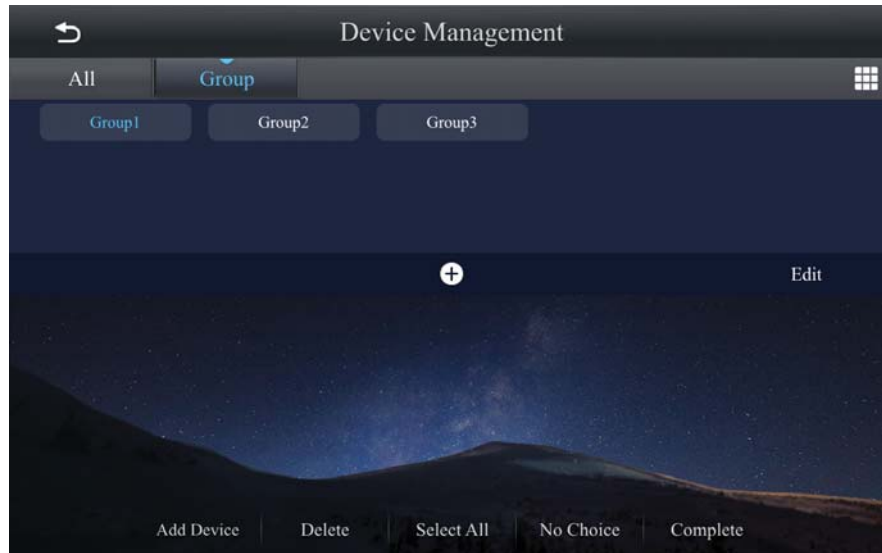 Device Management
All Group
Group1 Group2 Group3
Edit
Add Device Delete Select All No Choice Complete